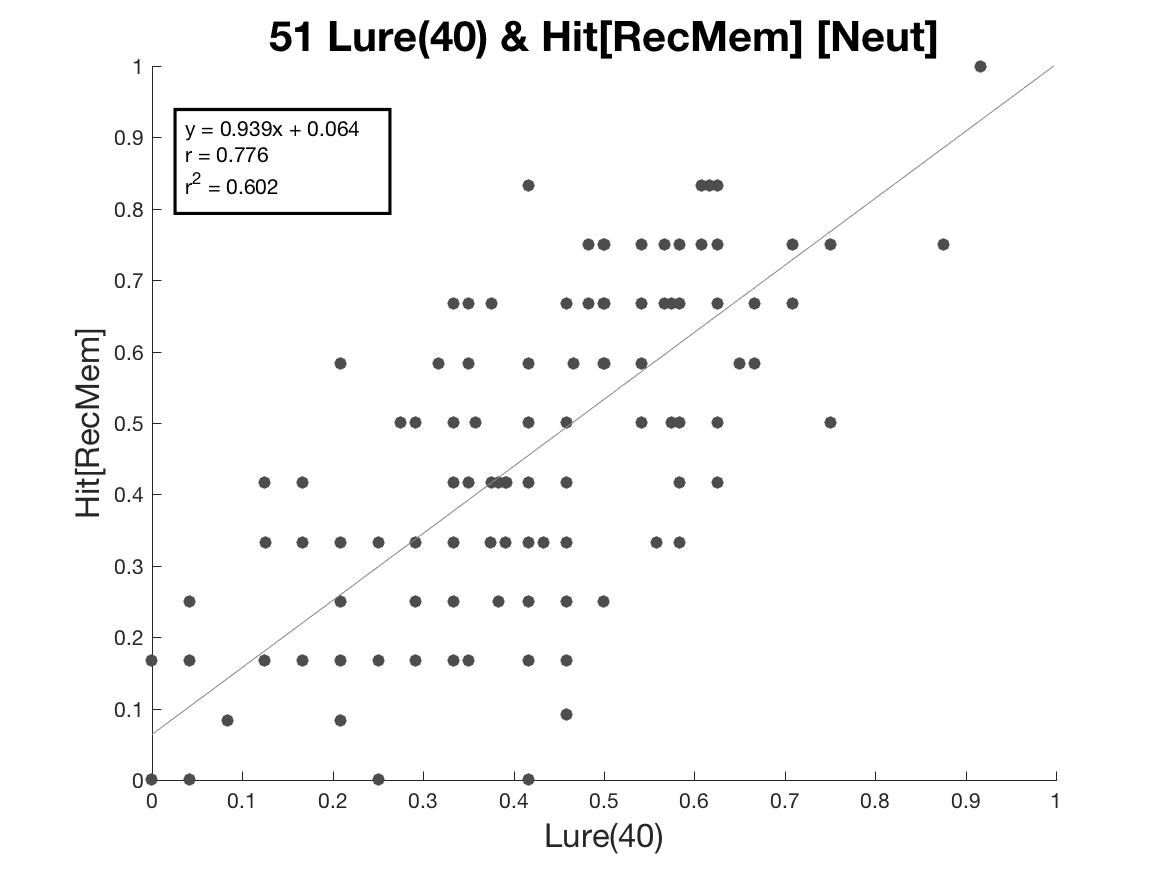 51 Lure(40) & Hit[RecMem] [Neut]
y = 0.939x + 0.064
r = 0.776
r² = 0.602
Hit[RecMem]
1
0.9
0.8
0.7
0.6
0.5
0.4
0.3
0.2
0.1
0
0 0.1 0.2 0.3 0.4 0.5 0.6 0.7 0.8 0.9 1
Lure(40)